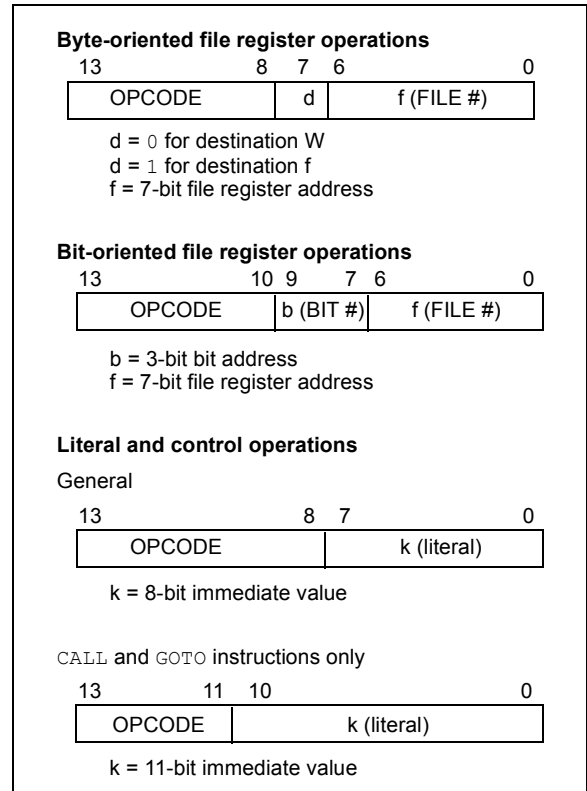 Byte-oriented file register operations
13 8 7 6 0
OPCODE d f (FILE #)
d = 0 for destination W
d = 1 for destination f
f = 7-bit file register address
Bit-oriented file register operations
13 10 9 7 6 0
OPCODE b (BIT #) f (FILE #)
b = 3-bit bit address
f = 7-bit file register address
Literal and control operations
General
13 8 7 0
OPCODE k (literal)
k = 8-bit immediate value
CALL and GOTO instructions only
13 11 10 0
OPCODE k (literal)
k = 11-bit immediate value